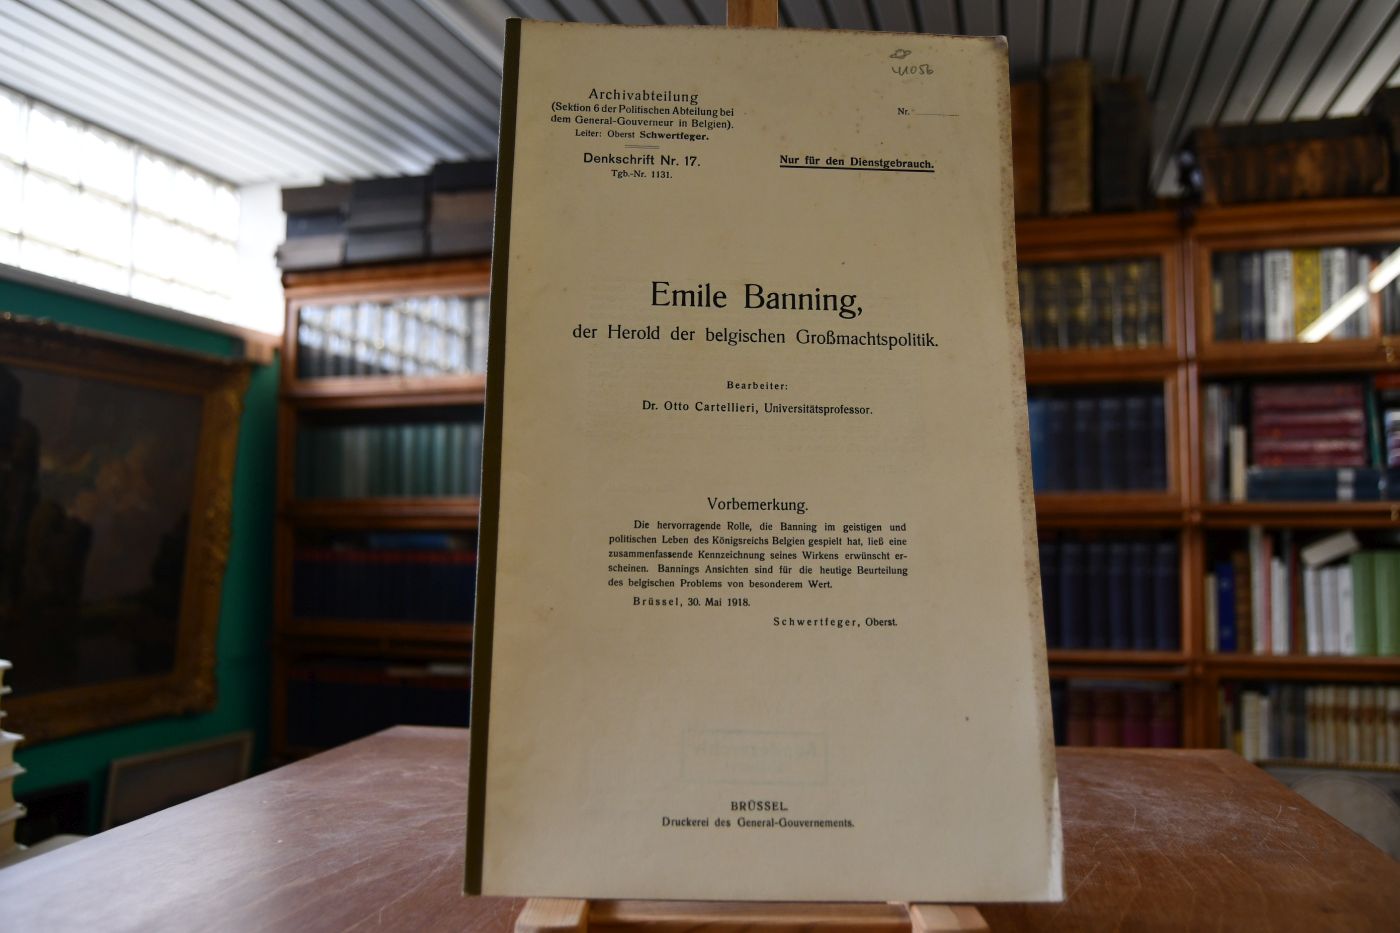 41056
Archivabteilung
(Sektion 6 der Politischen Abteilung bei
dem General-Gouverneur in Belgien).
Leiter: Oberst Schwertfeger.
Nr.
Denkschrift Nr. 17.
Tgb.-Nr. 1131.
Nur für den Dienstgebrauch.
Emile Banning,
der Herold der belgischen Großmachtspolitik.
Bearbeiter:
Dr. Otto Cartellieri, Universitätsprofessor.
Vorbemerkung.
Die hervorragende Rolle, die Banning im geistigen und
politischen Leben des Königsreichs Belgien gespielt hat, ließ eine
zusammenfassende Kennzeichnung seines Wirkens erwünscht er-
scheinen. Bannings Ansichten sind für die heutige Beurteilung
des belgischen Problems von besonderem Wert.
Brüssel, 30. Mai 1918.
Schwertfeger, Oberst.
BRÜSSEL
Druckerei des General-Gouvernements.